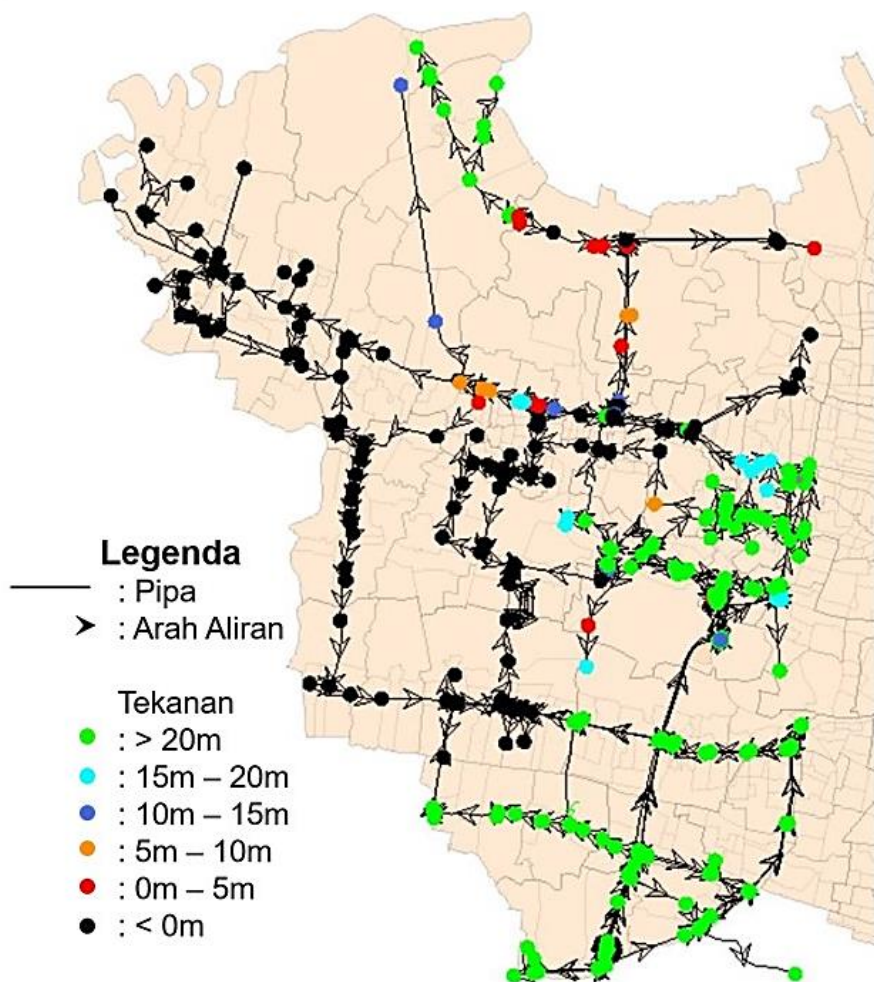 Legenda
: Pipa
: Arah Aliran
Tekanan
: > 20m
: 15m – 20m
: 10m – 15m
: 5m – 10m
: 0m – 5m
: < 0m